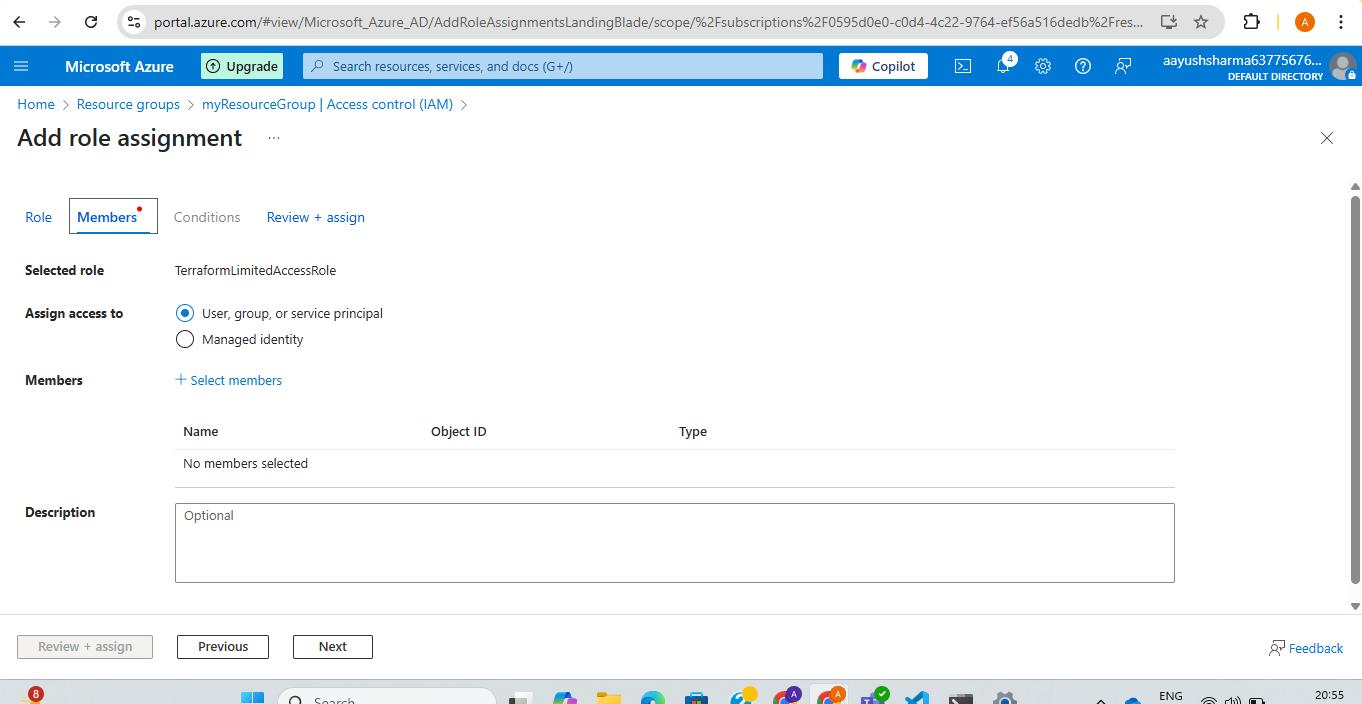 portal.azure.com/#view/Microsoft_Azure_AD/AddRoleAssignmentsLandingBlade/scope/%2Fsubscriptions%2F0595d0e0-c0d4-4c22-9764-ef56a516dedb%2Fres...
A
Microsoft Azure
Upgrade
Search resources, services, and docs (G+/)
Copilot
4
aayushsharma63775676...
DEFAULT DIRECTORY
Home > Resource groups > myResourceGroup | Access control (IAM) >
Add role assignment ...
Role Members Conditions Review + assign
Selected role TerraformLimitedAccessRole
Assign access to User, group, or service principal
Managed identity
Members + Select members
Name Object ID Type
No members selected
Description Optional
Review + assign Previous Next Feedback
8
Search
A
A
ENG
20:55